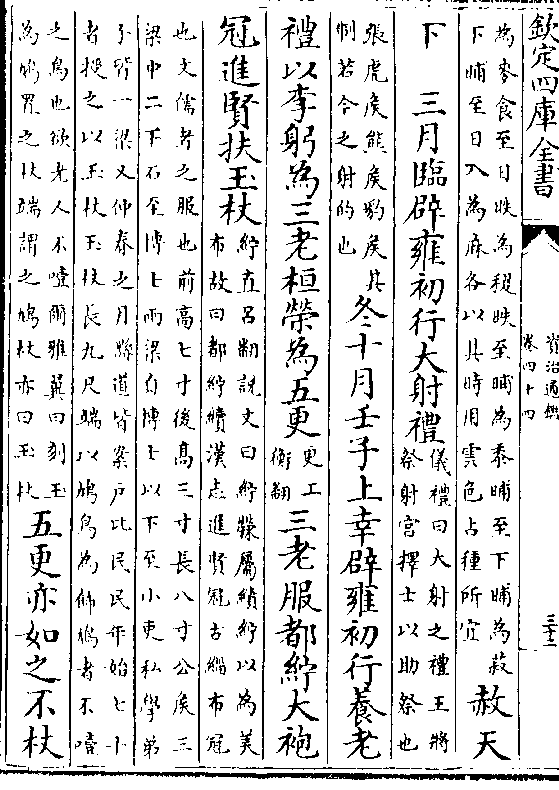 欽定四庫全書
資治通鑑
卷四十四
為麥食至日昳為稷昳至晡為黍晡至下晡為菽
下晡至日入為麻各以其時用雲色占種所宜
赦天
下　三月臨辟雍初行大射禮
儀禮曰大射之禮王將
祭射宫擇士以助祭也
張虎侯熊侯豹侯其
制若今之射的也
冬十月壬子上幸辟雍初行養老
禮以李躬為三老桓榮為五更
更工
衡翻
三老服都紵大袍
冠進賢扶玉杖
紵直呂翻説文曰紵檾屬績紵以為美
布故曰都紵續漢志進賢冠古緇布冠
也文儒者之服也前髙七寸後髙三寸長八寸公侯三
梁中二千石至博士兩梁自博士以下至小吏私學弟
子皆一梁又仲春之月縣道皆案户比民民年始七十
者授之以玉杖玉杖長九尺端以鳩鳥為飾鳩者不噎
之鳥也欲老人不噎爾雅翼曰刻玉
為鳩置之杖端謂之鳩杖亦曰玉杖
五更亦如之不杖